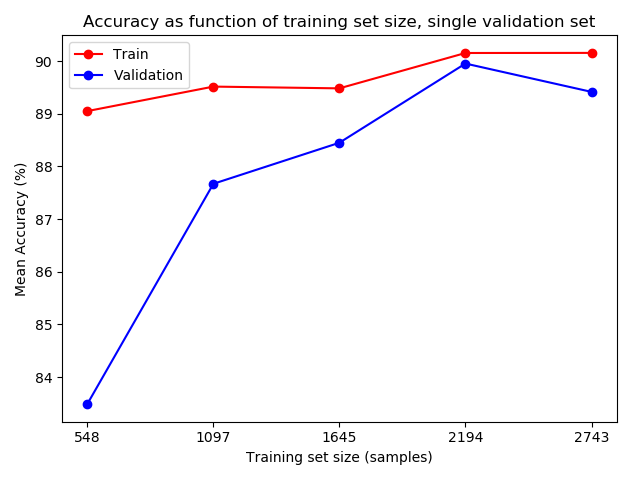 Accuracy as function of training set size, single validation set
Train
Validation
90
89
88
87
86
85
84
Mean Accuracy (%)
548 1097 1645 2194 2743
Training set size (samples)